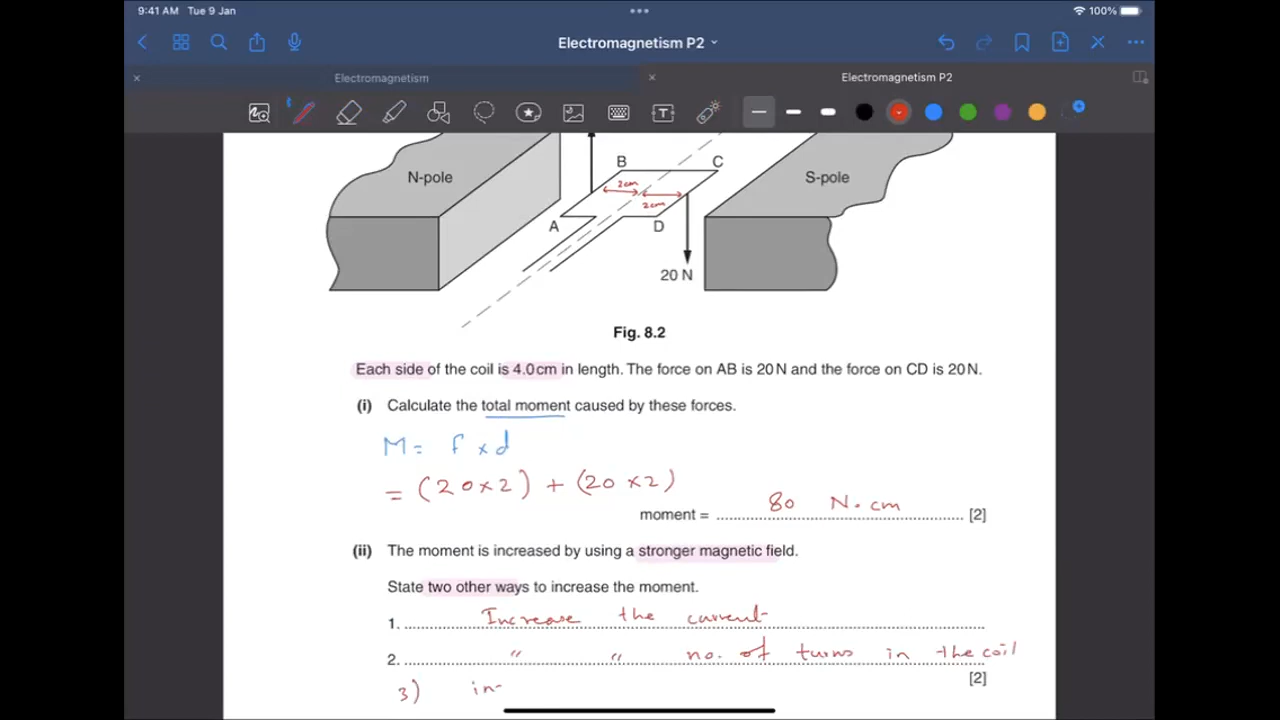 9:41 AM Tue 9 Jan
100%
Electromagnetism P2
Electromagnetism
Electromagnetism P2
N-pole
S-pole
B
C
2cm
2cm
A
D
20 N
Fig. 8.2
Each side of the coil is 4.0 cm in length. The force on AB is 20 N and the force on CD is 20 N.
(i) Calculate the total moment caused by these forces.
M = f × d
= (20 × 2) + (20 × 2)
moment = 80 N.cm [2]
(ii) The moment is increased by using a stronger magnetic field.
State two other ways to increase the moment.
1. Increase the current
2. " " no. of turns in the coil
[2]
3) in